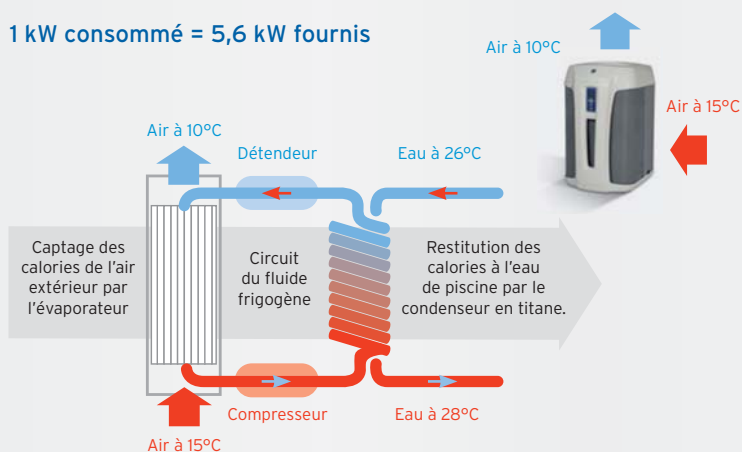 1 kW consommé = 5,6 kW fournis
Air à 10°C
Air à 15°C
Air à 10°C
Détendeur
Eau à 26°C
Captage des
calories de l'air
extérieur par
l'évaporateur
Circuit
du fluide
frigogène
Restitution des
calories à l'eau
de piscine par le
condenseur en titane.
Compresseur
Eau à 28°C
Air à 15°C